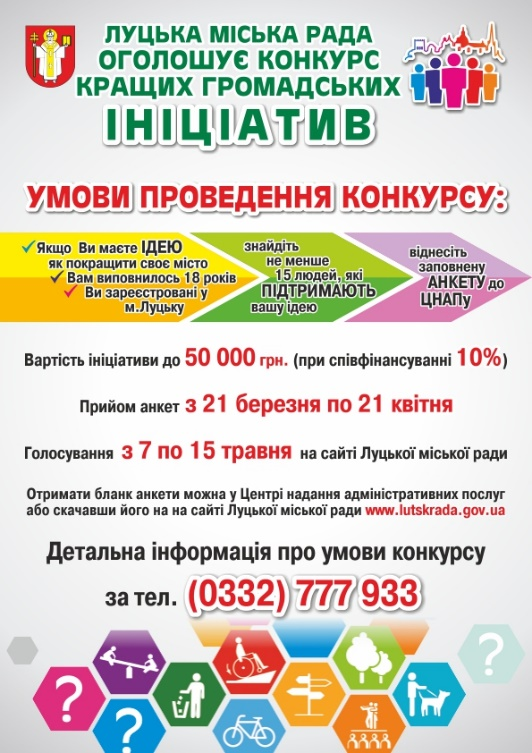 ЛУЦЬКА МІСЬКА РАДА
ОГОЛОШУЄ КОНКУРС
КРАЩИХ ГРОМАДСЬКИХ
ІНІЦІАТИВ
УМОВИ ПРОВЕДЕННЯ КОНКУРСУ:
Якщо Ви маєте ІДЕЮ
як покращити своє місто
Вам виповнилось 18 років
Ви зареєстровані у
м.Луцьку
знайдіть
не менше
15 людей, які
ПІДТРИМАЮТЬ
вашу ідею
віднесіть
заповнену
АНКЕТУ до
ЦНАПу
Вартість ініціативи до 50 000 грн. (при співфінансуванні 10%)
Прийом анкет з 21 березня по 21 квітня
Голосування з 7 по 15 травня на сайті Луцької міської ради
Отримати бланк анкети можна у Центрі надання адміністративних послуг
або скачавши його на на сайті Луцької міської ради www.lutskrada.gov.ua
Детальна інформація про умови конкурсу
за тел. (0332) 777 933
?
?
?